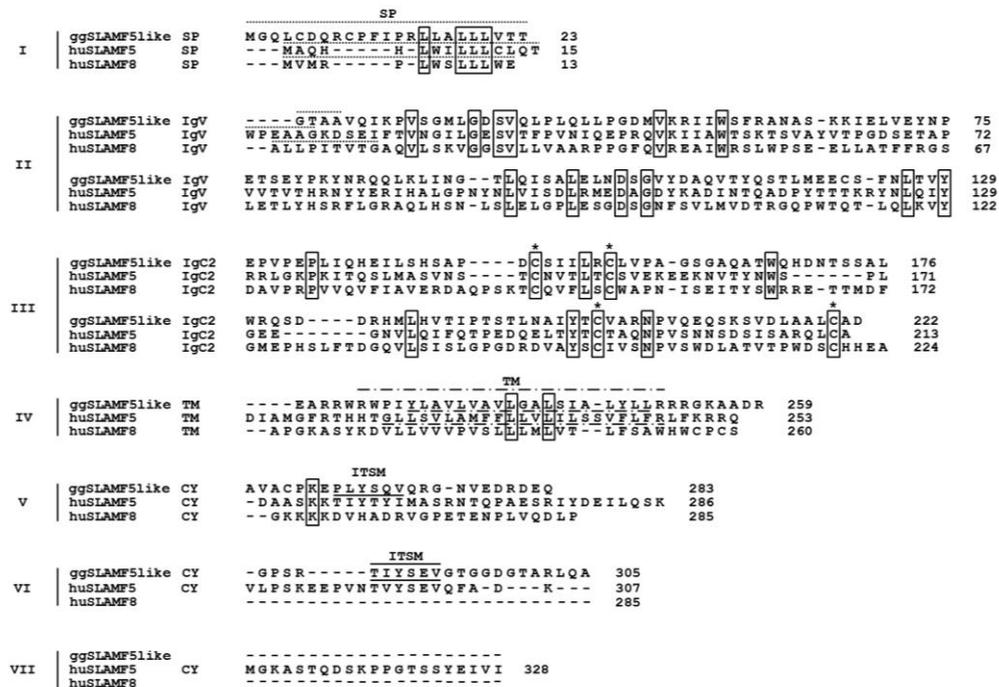 SP
ggSLAMF5like SP MGQLCDQRCPFIPRLLALLLVTT 23
I huSLAMF5 SP ---MAQH-----H-LWILLLCLQT 15
huSLAMF8 SP ---MVMR-----P-LWSLLLWE 13
ggSLAMF5like IgV ----GTAAVQIKPVSGMLGDSVQLPLQLLPGDMVKRIIWSFRANAS-KKIELVEYNP 75
huSLAMF5 IgV WPEAAGKDSEIFTVNGILGESVTFPVNIQEPRQVKIIAWTSKTSVAYVTPGDSETAP 72
huSLAMF8 IgV --ALLPITVTGAQVLSKVGGSVLLVAARPPGFQVREAIWRSLWPSE-ELLATFFRGS 67
II
ggSLAMF5like IgV ETSEYPKYNRQQLKLING--TLQISALELNDSGVYDAQVTYQSTLMEECS-FNLTVY 129
huSLAMF5 IgV VVTVTHRNYYERIHALGPNYNLVISDLRMEDAGDYKADINTQADPYTTTKRYNLQIY 129
huSLAMF8 IgV LETLYHSRFLGRAQLHSN-LSLELGPLESGDSGNFSVLMVDTRGQPWTQT-LQLKVY 122
* *
ggSLAMF5like IgC2 EPVPEPLIQHEILSHSAP----DCSIILRCLVPA-GSGAQATWQHDNTSSAL 176
huSLAMF5 IgC2 RRLGKPKITQSLMASVNS----TCNVTLTCSVEKEEKNVTYNWS------PL 171
huSLAMF8 IgC2 DAVPRPVVQVFIAVERDAQPSKTCQVFLSCWAPN-ISEITYSWRRE-TTMDF 172
III
* *
ggSLAMF5like IgC2 WRQSD----DRHMLHVTIPTSTLNAIYTCVARNPVQEQSKSVDLAALCAD 222
huSLAMF5 IgC2 GEE-----GNVLQIFQTPEDQELTYTCTAQNPVSNNSDSISARQLCA 213
huSLAMF8 IgC2 GMEPHSLFTDGQVLSISLGPGDRDVAYSCIVSNPVSWDLATVTPWDSCHHEA 224
TM
ggSLAMF5like TM ----EARRWRWPIYLAVLVAVLGALSIA-LYLLRRRGKAADR 259
IV huSLAMF5 TM DIAMGFRTHHTGLLSVLAMFFLLVLILSSVFLFRLFKRRQ 253
huSLAMF8 TM --APGKASYKDVLLVVVPVSLLLMLVT--LFSAWHWCPCS 260
ITSM
ggSLAMF5like CY AVACPKEPLYSQVQRG-NVEDRDEQ 283
V huSLAMF5 CY -DAASKKTIYTYIMASRNTQPAESRIYDEILQSK 286
huSLAMF8 CY --GKKKKDVHADRVGPETENPLVQDLP 285
ITSM
ggSLAMF5like CY -GPSR-----TIYSEVGTGGDGTARLQA 305
VI huSLAMF5 CY VLPSKEEPVNTVYSEVQFA-D---K--- 307
huSLAMF8 ---------------------------- 285
ggSLAMF5like ---------------------
VII huSLAMF5 CY MGKASTQDSKPPGTSSYEIVI 328
huSLAMF8 ---------------------